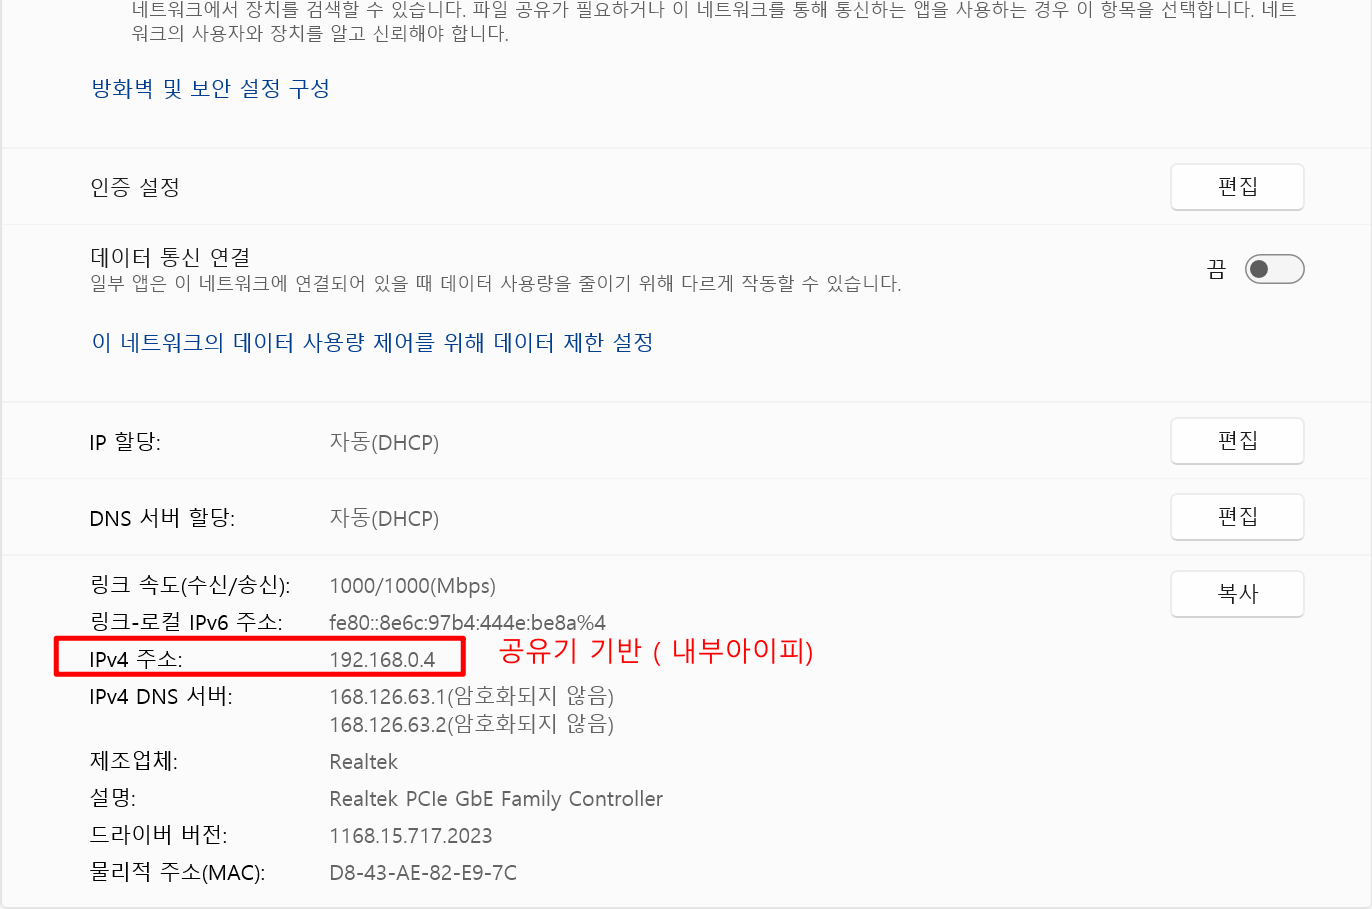 네트워크에서 장치를 검색할 수 있습니다. 파일 공유가 필요하거나 이 네트워크를 통해 통신하는 앱을 사용하는 경우 이 항목을 선택합니다. 네트
워크의 사용자와 장치를 알고 신뢰해야 합니다.
방화벽 및 보안 설정 구성
인증 설정 편집
데이터 통신 연결
일부 앱은 이 네트워크에 연결되어 있을 때 데이터 사용량을 줄이기 위해 다르게 작동할 수 있습니다. 끔
이 네트워크의 데이터 사용량 제어를 위해 데이터 제한 설정
IP 할당: 자동(DHCP) 편집
DNS 서버 할당: 자동(DHCP) 편집
링크 속도(수신/송신): 1000/1000(Mbps) 복사
링크-로컬 IPv6 주소: fe80::8e6c:97b4:444e:be8a%4
IPv4 주소: 192.168.0.4 공유기 기반 ( 내부아이피)
IPv4 DNS 서버: 168.126.63.1(암호화되지 않음)
168.126.63.2(암호화되지 않음)
제조업체: Realtek
설명: Realtek PCIe GbE Family Controller
드라이버 버전: 1168.15.717.2023
물리적 주소(MAC): D8-43-AE-82-E9-7C